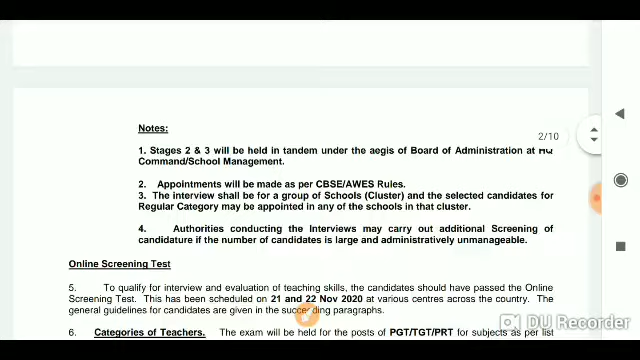 Notes:
2/10
1. Stages 2 & 3 will be held in tandem under the aegis of Board of Administration at HQ
Command/School Management.
2. Appointments will be made as per CBSE/AWES Rules.
3. The interview shall be for a group of Schools (Cluster) and the selected candidates for
Regular Category may be appointed in any of the schools in that cluster.
4. Authorities conducting the Interviews may carry out additional Screening of
candidature if the number of candidates is large and administratively unmanageable.
Online Screening Test
5. To qualify for interview and evaluation of teaching skills, the candidates should have passed the Online
Screening Test. This has been scheduled on 21 and 22 Nov 2020 at various centres across the country. The
general guidelines for candidates are given in the succeeding paragraphs.
6. Categories of Teachers. The exam will be held for the posts of PGT/TGT/PRT for subjects as per list
DU Recorder